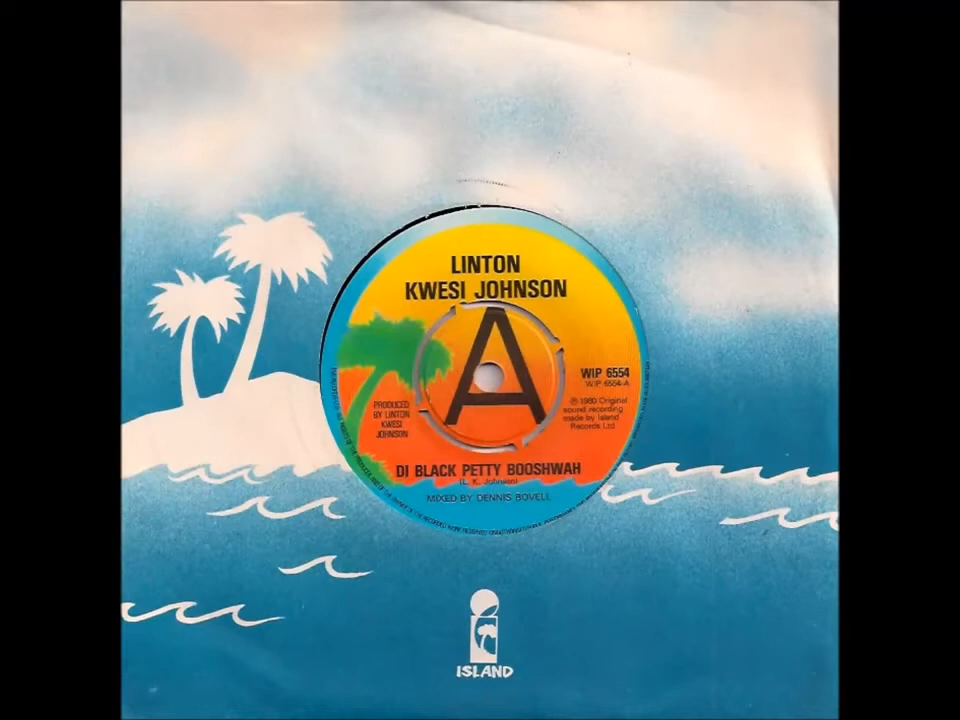 LINTON
KWESI JOHNSON
A
WIP 6554
WIP 6554-A
℗ 1980 Original
sound recording
made by Island
Records Ltd
PRODUCED
BY LINTON
KWESI
JOHNSON
DI BLACK PETTY BOOSHWAH
(L. K. Johnson)
MIXED BY DENNIS BOVELL
ISLAND